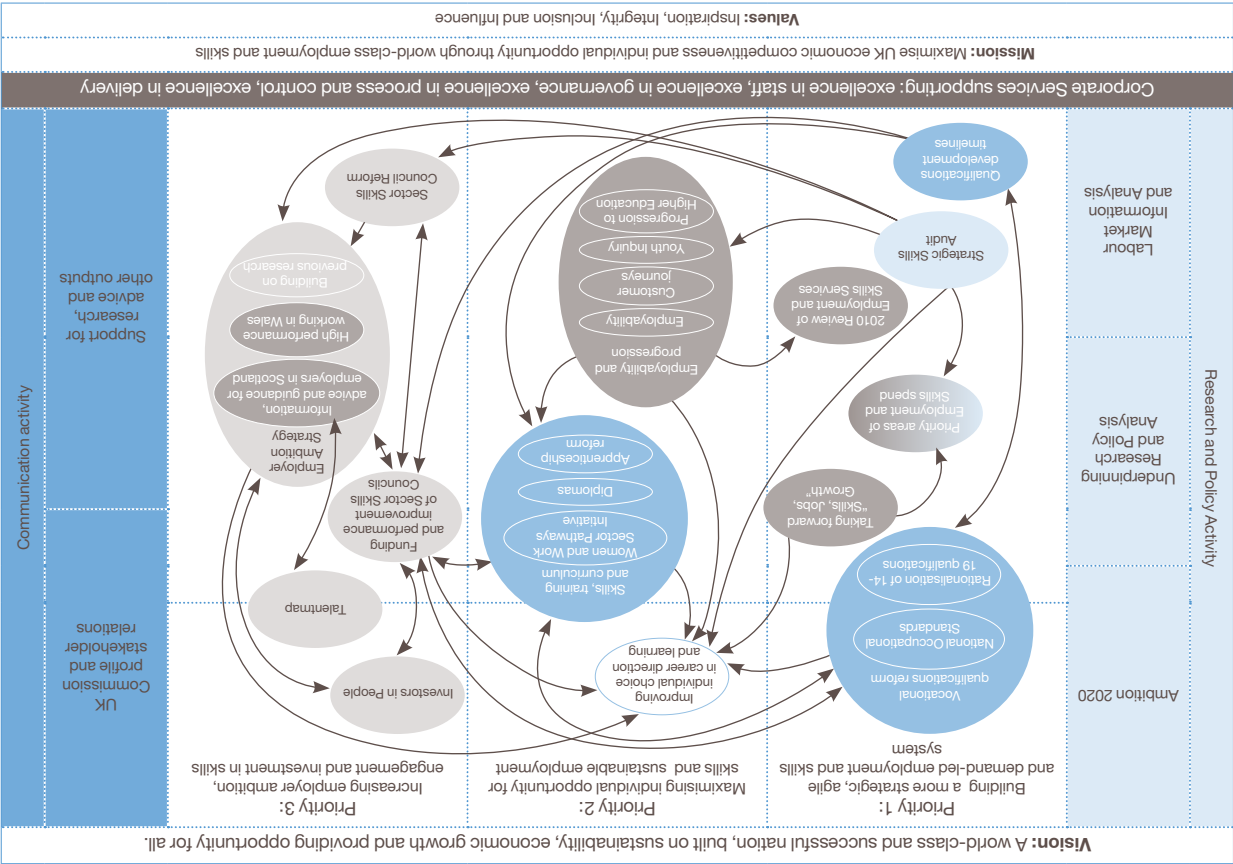 Vision: A world-class and successful nation, built on sustainability, economic growth and providing opportunity for all.
Priority 1:
Building a more strategic, agile
and demand-led employment and skills
system
Priority 2:
Maximising individual opportunity for
skills and sustainable employment
Priority 3:
Increasing employer ambition,
engagement and investment in skills
Research and Policy Activity
Ambition 2020
Underpinning
Research
and Policy
Analysis
Labour
Market
Information
and Analysis
Vocational
qualifications reform
National Occupational
Standards
Rationalisation of 14-
19 qualifications
Taking forward
"Skills, Jobs,
Growth"
Priority areas of
Employment and
Skills spend
2010 Review of
Employment and
Skills Services
Strategic Skills
Audit
Qualifications
development
timelines
Improving
individual choice
in career direction
and learning
Skills, training
and curriculum
Women and Work
Sector Pathways
Intiative
Diplomas
Apprenticeship
reform
Employability and
progression
Employability
Customer
journeys
Youth Inquiry
Progression to
Higher Education
Investors in People
Talentmap
Funding
and performance
improvement
of Sector Skills
Councils
Employer
Ambition
Strategy
Information,
advice and guidance for
employers in Scotland
High performance
working in Wales
Building on
previous research
Sector Skills
Council Reform
UK
Commission
profile and
stakeholder
relations
Support for
research,
advice and
other outputs
Communication activity
Corporate Services supporting: excellence in staff, excellence in governance, excellence in process and control, excellence in delivery
Mission: Maximise UK economic competitiveness and individual opportunity through world-class employment and skills
Values: Inspiration, Integrity, Inclusion and Influence